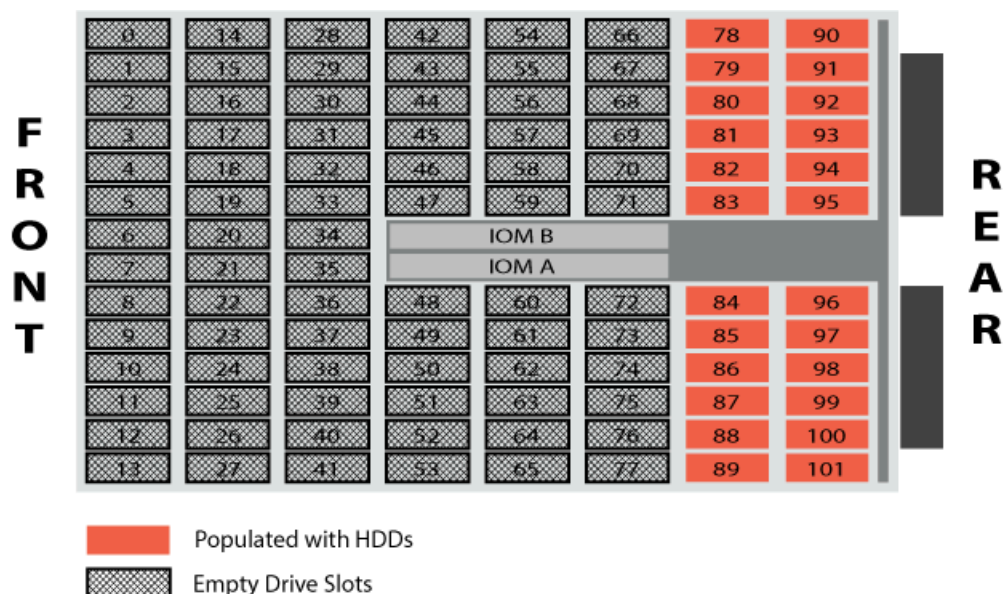 0 14 28 42 54 66 78 90
1 15 29 43 55 67 79 91
2 16 30 44 56 68 80 92
3 17 31 45 57 69 81 93
4 18 32 46 58 70 82 94
5 19 33 47 59 71 83 95
6 20 34 IOM B
7 21 35 IOM A
8 22 36 48 60 72 84 96
9 23 37 49 61 73 85 97
10 24 38 50 62 74 86 98
11 25 39 51 63 75 87 99
12 26 40 52 64 76 88 100
13 27 41 53 65 77 89 101
FRONT
REAR
Populated with HDDs
Empty Drive Slots